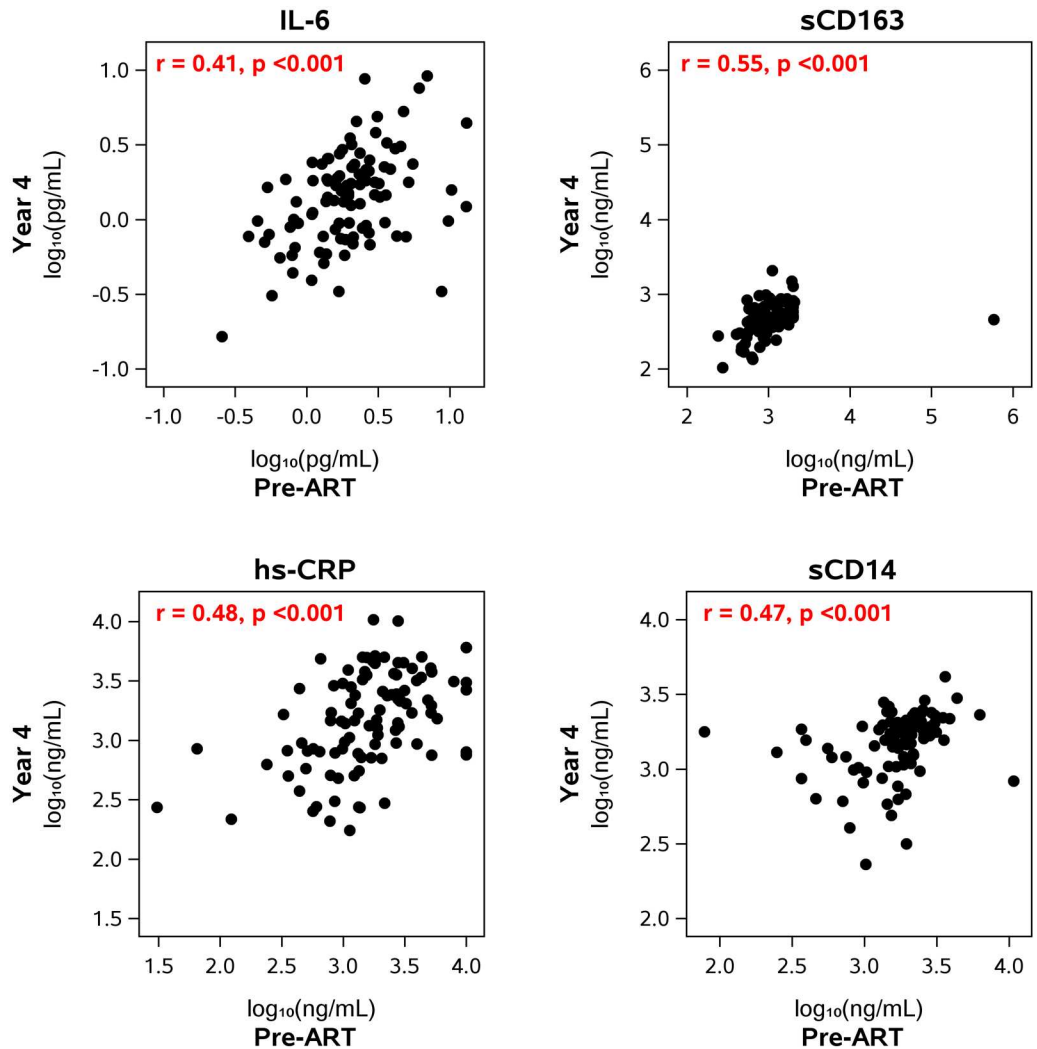 IL-6
r = 0.41, p <0.001
1.0
0.5
0.0
-0.5
-1.0
Year 4
log₁₀(pg/mL)
-1.0 -0.5 0.0 0.5 1.0
log₁₀(pg/mL)
Pre-ART
sCD163
r = 0.55, p <0.001
6
5
4
3
2
Year 4
log₁₀(ng/mL)
2 3 4 5 6
log₁₀(ng/mL)
Pre-ART
hs-CRP
r = 0.48, p <0.001
4.0
3.5
3.0
2.5
2.0
1.5
Year 4
log₁₀(ng/mL)
1.5 2.0 2.5 3.0 3.5 4.0
log₁₀(ng/mL)
Pre-ART
sCD14
r = 0.47, p <0.001
4.0
3.5
3.0
2.5
2.0
Year 4
log₁₀(ng/mL)
2.0 2.5 3.0 3.5 4.0
log₁₀(ng/mL)
Pre-ART